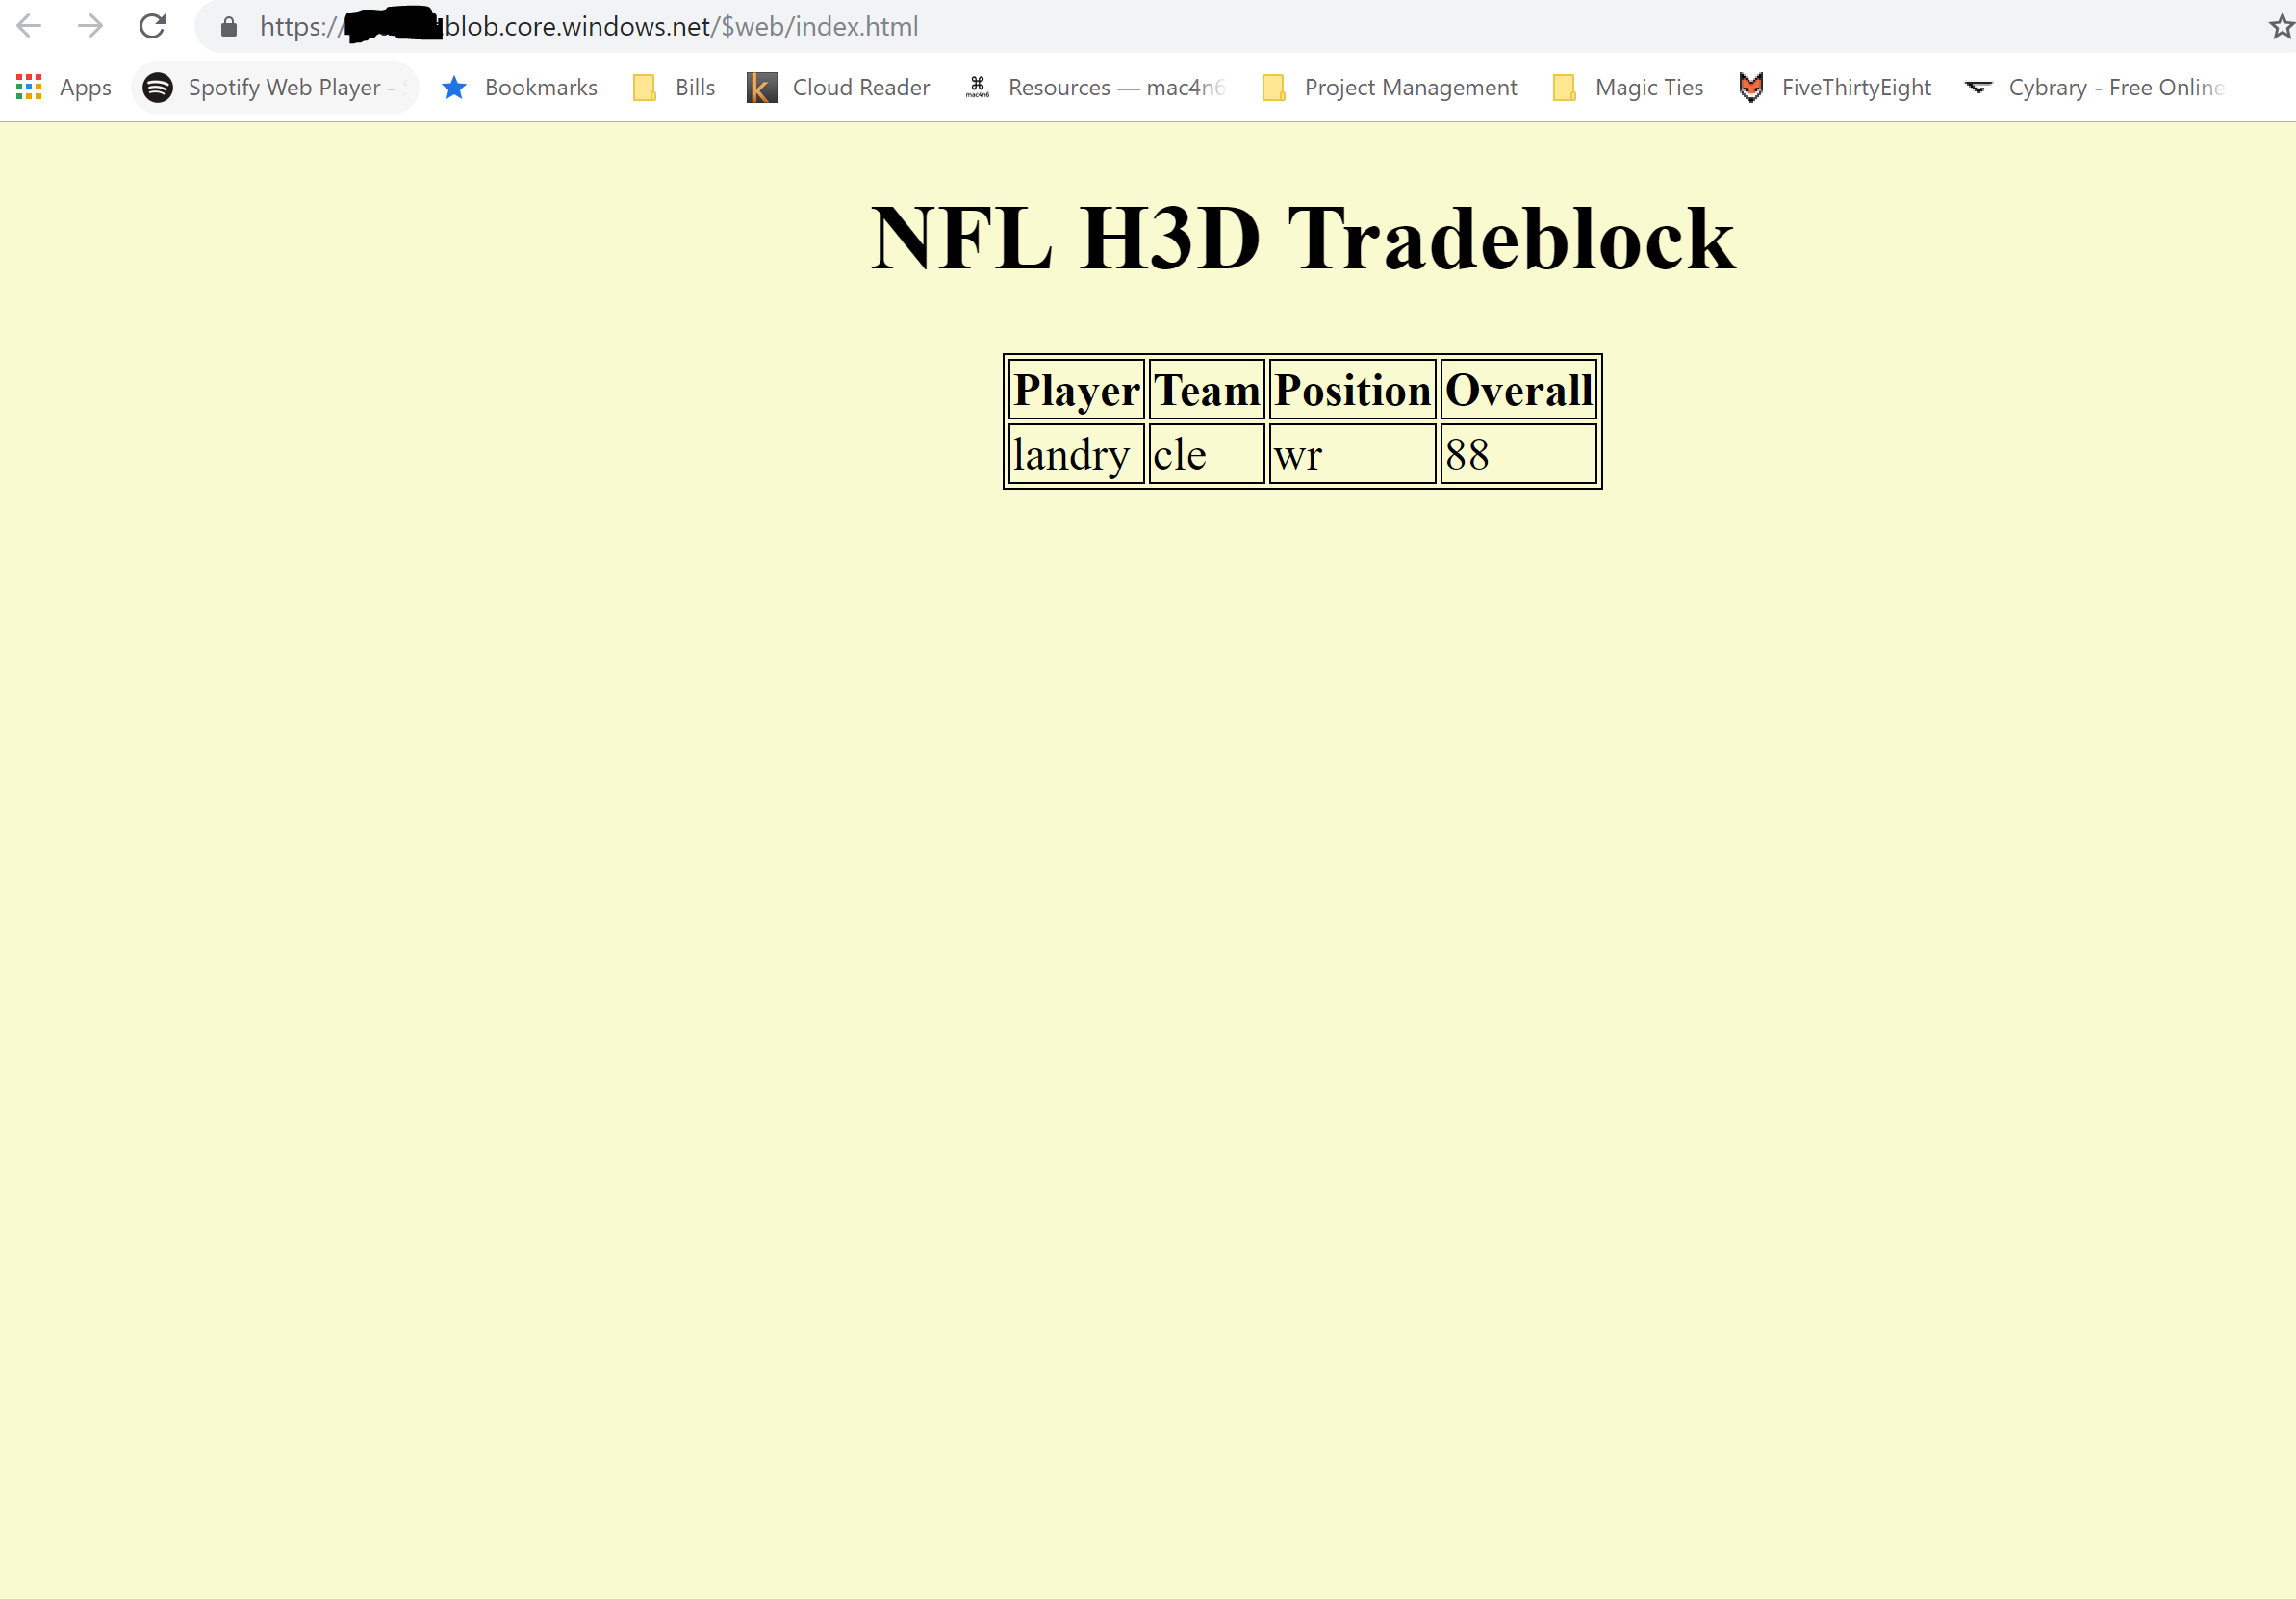 https://blob.core.windows.net/$web/index.html
Apps Spotify Web Player - Bookmarks Bills Cloud Reader mac4n6 Resources — mac4n6 Project Management Magic Ties FiveThirtyEight Cybrary - Free Online
NFL H3D Tradeblock
Player Team Position Overall
landry cle wr 88